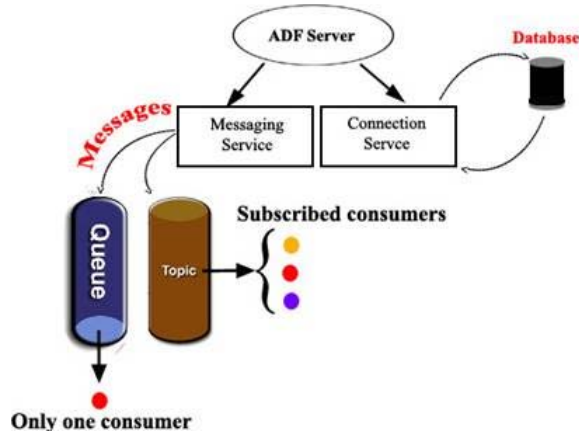 ADF Server
Database
Messages
Messaging
Service
Connection
Servce
Queue
Topic
Subscribed consumers
Only one consumer